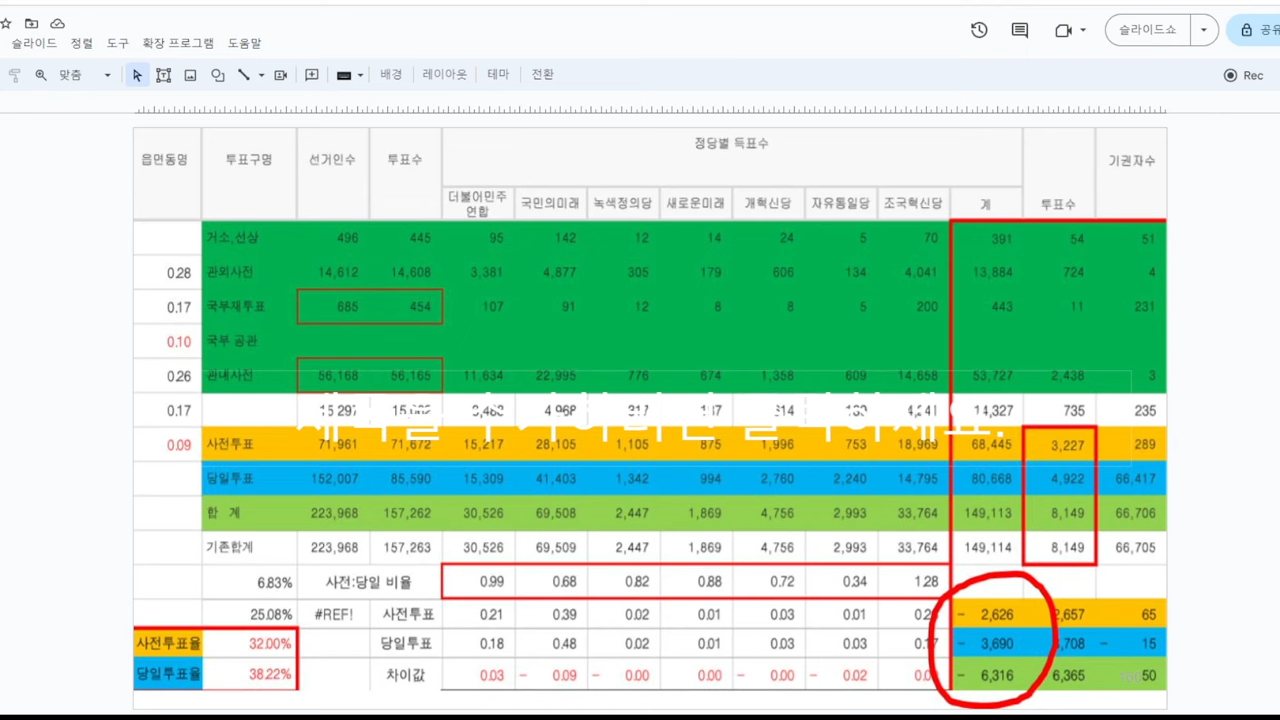 슬라이드 정렬 도구 확장 프로그램 도움말
슬라이드쇼 공유
맞춤 배경 레이아웃 테마 전환 Rec
읍면동명 투표구명 선거인수 투표수 정당별 득표수 투표수 기권자수
더불어민주연합 국민의미래 녹색정의당 새로운미래 개혁신당 자유통일당 조국혁신당 계
거소,선상 496 445 95 142 12 14 24 5 70 391 54 51
0.28 관외사전 14,612 14,608 3,381 4,877 305 179 606 134 4,041 13,884 724 4
0.17 국부재투표 685 454 107 91 12 8 8 5 200 443 11 231
0.10 국부 공관
0.26 관내사전 56,168 56,165 11,634 22,995 776 674 1,358 609 14,658 53,727 2,438 3
0.17 4,968 14,327 735 235
0.09 사전투표 71,961 71,672 15,217 28,105 1,105 875 1,996 753 18,969 68,445 3,227 289
당일투표 152,007 85,590 15,309 41,403 1,342 994 2,760 2,240 14,795 80,668 4,922 66,417
합 계 223,968 157,262 30,526 69,508 2,447 1,869 4,756 2,993 33,764 149,113 8,149 66,706
기존합계 223,968 157,263 30,526 69,509 2,447 1,869 4,756 2,993 33,764 149,114 8,149 66,705
6.83% 사전:당일 비율 0.99 0.68 0.82 0.88 0.72 0.34 1.28
25.08% #REF! 사전투표 0.21 0.39 0.02 0.01 0.03 0.01 - 2,626 2,657 65
사전투표율 32.00% 당일투표 0.18 0.48 0.02 0.01 0.03 0.03 0.17 - 3,690 - 15
당일투표율 38.22% 차이값 0.03 - 0.09 - 0.00 0.00 - 0.00 - 0.02 - 6,316 6,365 50